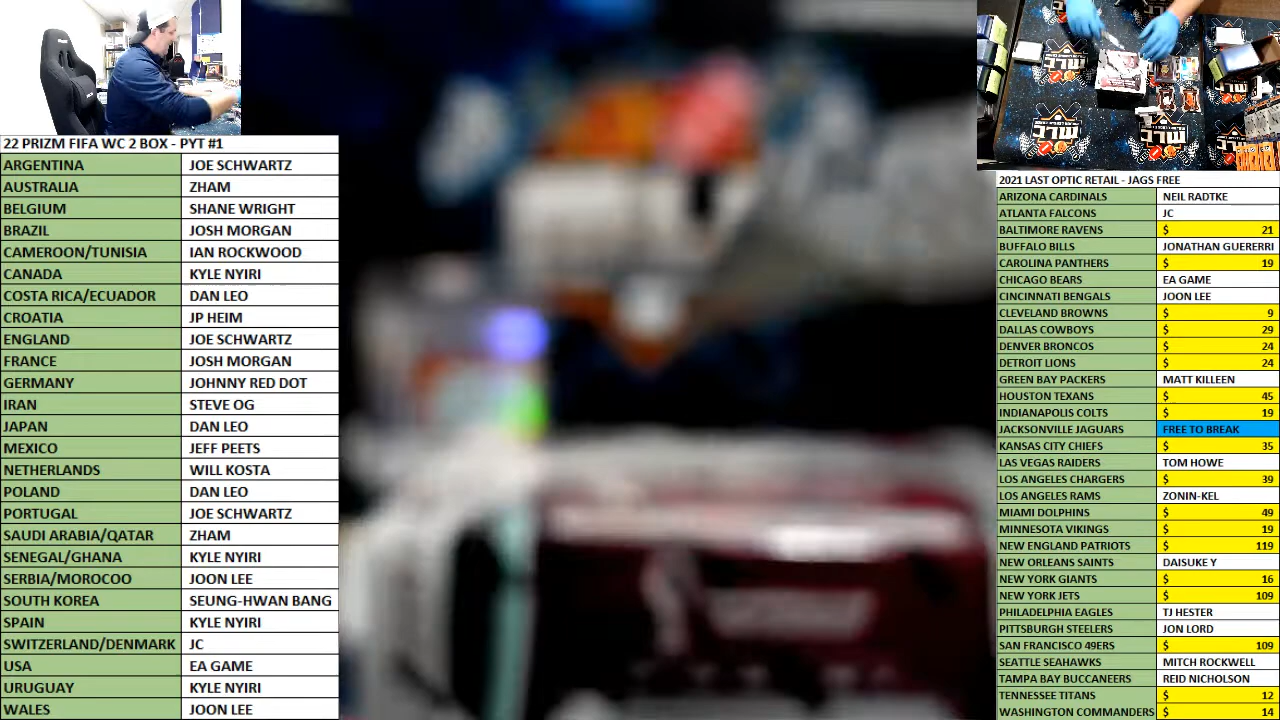 22 PRIZM FIFA WC 2 BOX - PYT #1
ARGENTINA JOE SCHWARTZ
AUSTRALIA ZHAM
BELGIUM SHANE WRIGHT
BRAZIL JOSH MORGAN
CAMEROON/TUNISIA IAN ROCKWOOD
CANADA KYLE NYIRI
COSTA RICA/ECUADOR DAN LEO
CROATIA JP HEIM
ENGLAND JOE SCHWARTZ
FRANCE JOSH MORGAN
GERMANY JOHNNY RED DOT
IRAN STEVE OG
JAPAN DAN LEO
MEXICO JEFF PEETS
NETHERLANDS WILL KOSTA
POLAND DAN LEO
PORTUGAL JOE SCHWARTZ
SAUDI ARABIA/QATAR ZHAM
SENEGAL/GHANA KYLE NYIRI
SERBIA/MOROCOO JOON LEE
SOUTH KOREA SEUNG-HWAN BANG
SPAIN KYLE NYIRI
SWITZERLAND/DENMARK JC
USA EA GAME
URUGUAY KYLE NYIRI
WALES JOON LEE
2021 LAST OPTIC RETAIL - JAGS FREE
ARIZONA CARDINALS NEIL RADTKE
ATLANTA FALCONS JC
BALTIMORE RAVENS $ 21
BUFFALO BILLS JONATHAN GUERERRI
CAROLINA PANTHERS $ 19
CHICAGO BEARS EA GAME
CINCINNATI BENGALS JOON LEE
CLEVELAND BROWNS $ 9
DALLAS COWBOYS $ 29
DENVER BRONCOS $ 24
DETROIT LIONS $ 24
GREEN BAY PACKERS MATT KILLEEN
HOUSTON TEXANS $ 45
INDIANAPOLIS COLTS $ 19
JACKSONVILLE JAGUARS FREE TO BREAK
KANSAS CITY CHIEFS $ 35
LAS VEGAS RAIDERS TOM HOWE
LOS ANGELES CHARGERS $ 39
LOS ANGELES RAMS ZONIN-KEL
MIAMI DOLPHINS $ 49
MINNESOTA VIKINGS $ 19
NEW ENGLAND PATRIOTS $ 119
NEW ORLEANS SAINTS DAISUKE Y
NEW YORK GIANTS $ 16
NEW YORK JETS $ 109
PHILADELPHIA EAGLES TJ HESTER
PITTSBURGH STEELERS JON LORD
SAN FRANCISCO 49ERS $ 109
SEATTLE SEAHAWKS MITCH ROCKWELL
TAMPA BAY BUCCANEERS REID NICHOLSON
TENNESSEE TITANS $ 12
WASHINGTON COMMANDERS $ 14